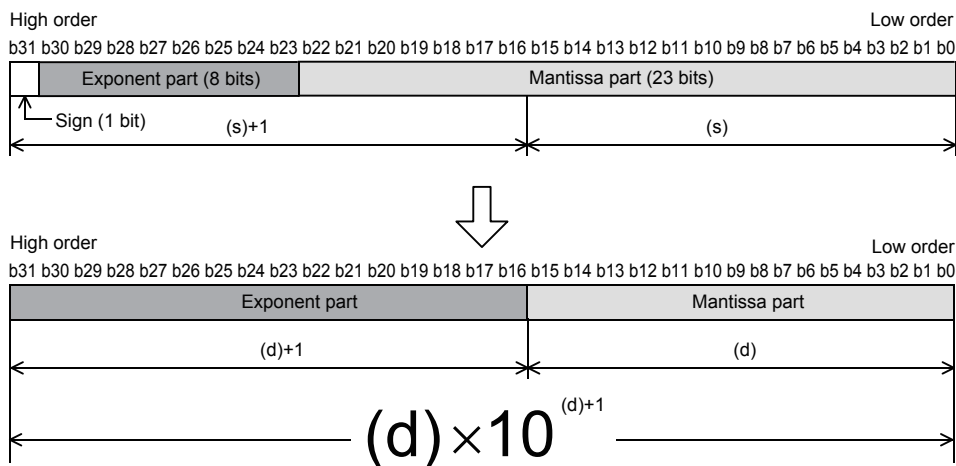 High order Low order
b31 b30 b29 b28 b27 b26 b25 b24 b23 b22 b21 b20 b19 b18 b17 b16 b15 b14 b13 b12 b11 b10 b9 b8 b7 b6 b5 b4 b3 b2 b1 b0
Exponent part (8 bits) Mantissa part (23 bits)
Sign (1 bit)
(s)+1 (s)
High order Low order
b31 b30 b29 b28 b27 b26 b25 b24 b23 b22 b21 b20 b19 b18 b17 b16 b15 b14 b13 b12 b11 b10 b9 b8 b7 b6 b5 b4 b3 b2 b1 b0
Exponent part Mantissa part
(d)+1 (d)
(d)×10 (d)+1